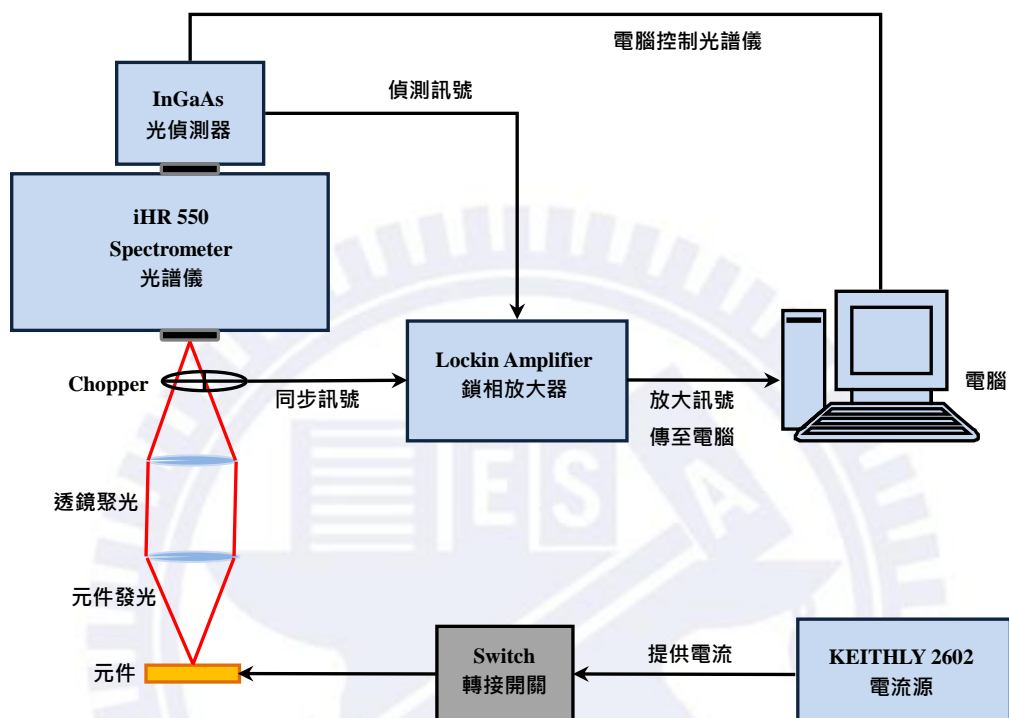 電腦控制光譜儀
InGaAs
光偵測器
偵測訊號
iHR 550
Spectrometer
光譜儀
Chopper
同步訊號
Lockin Amplifier
鎖相放大器
放大訊號
傳至電腦
電腦
透鏡聚光
元件發光
元件
Switch
轉接開關
提供電流
KEITHLY 2602
電流源
ESA